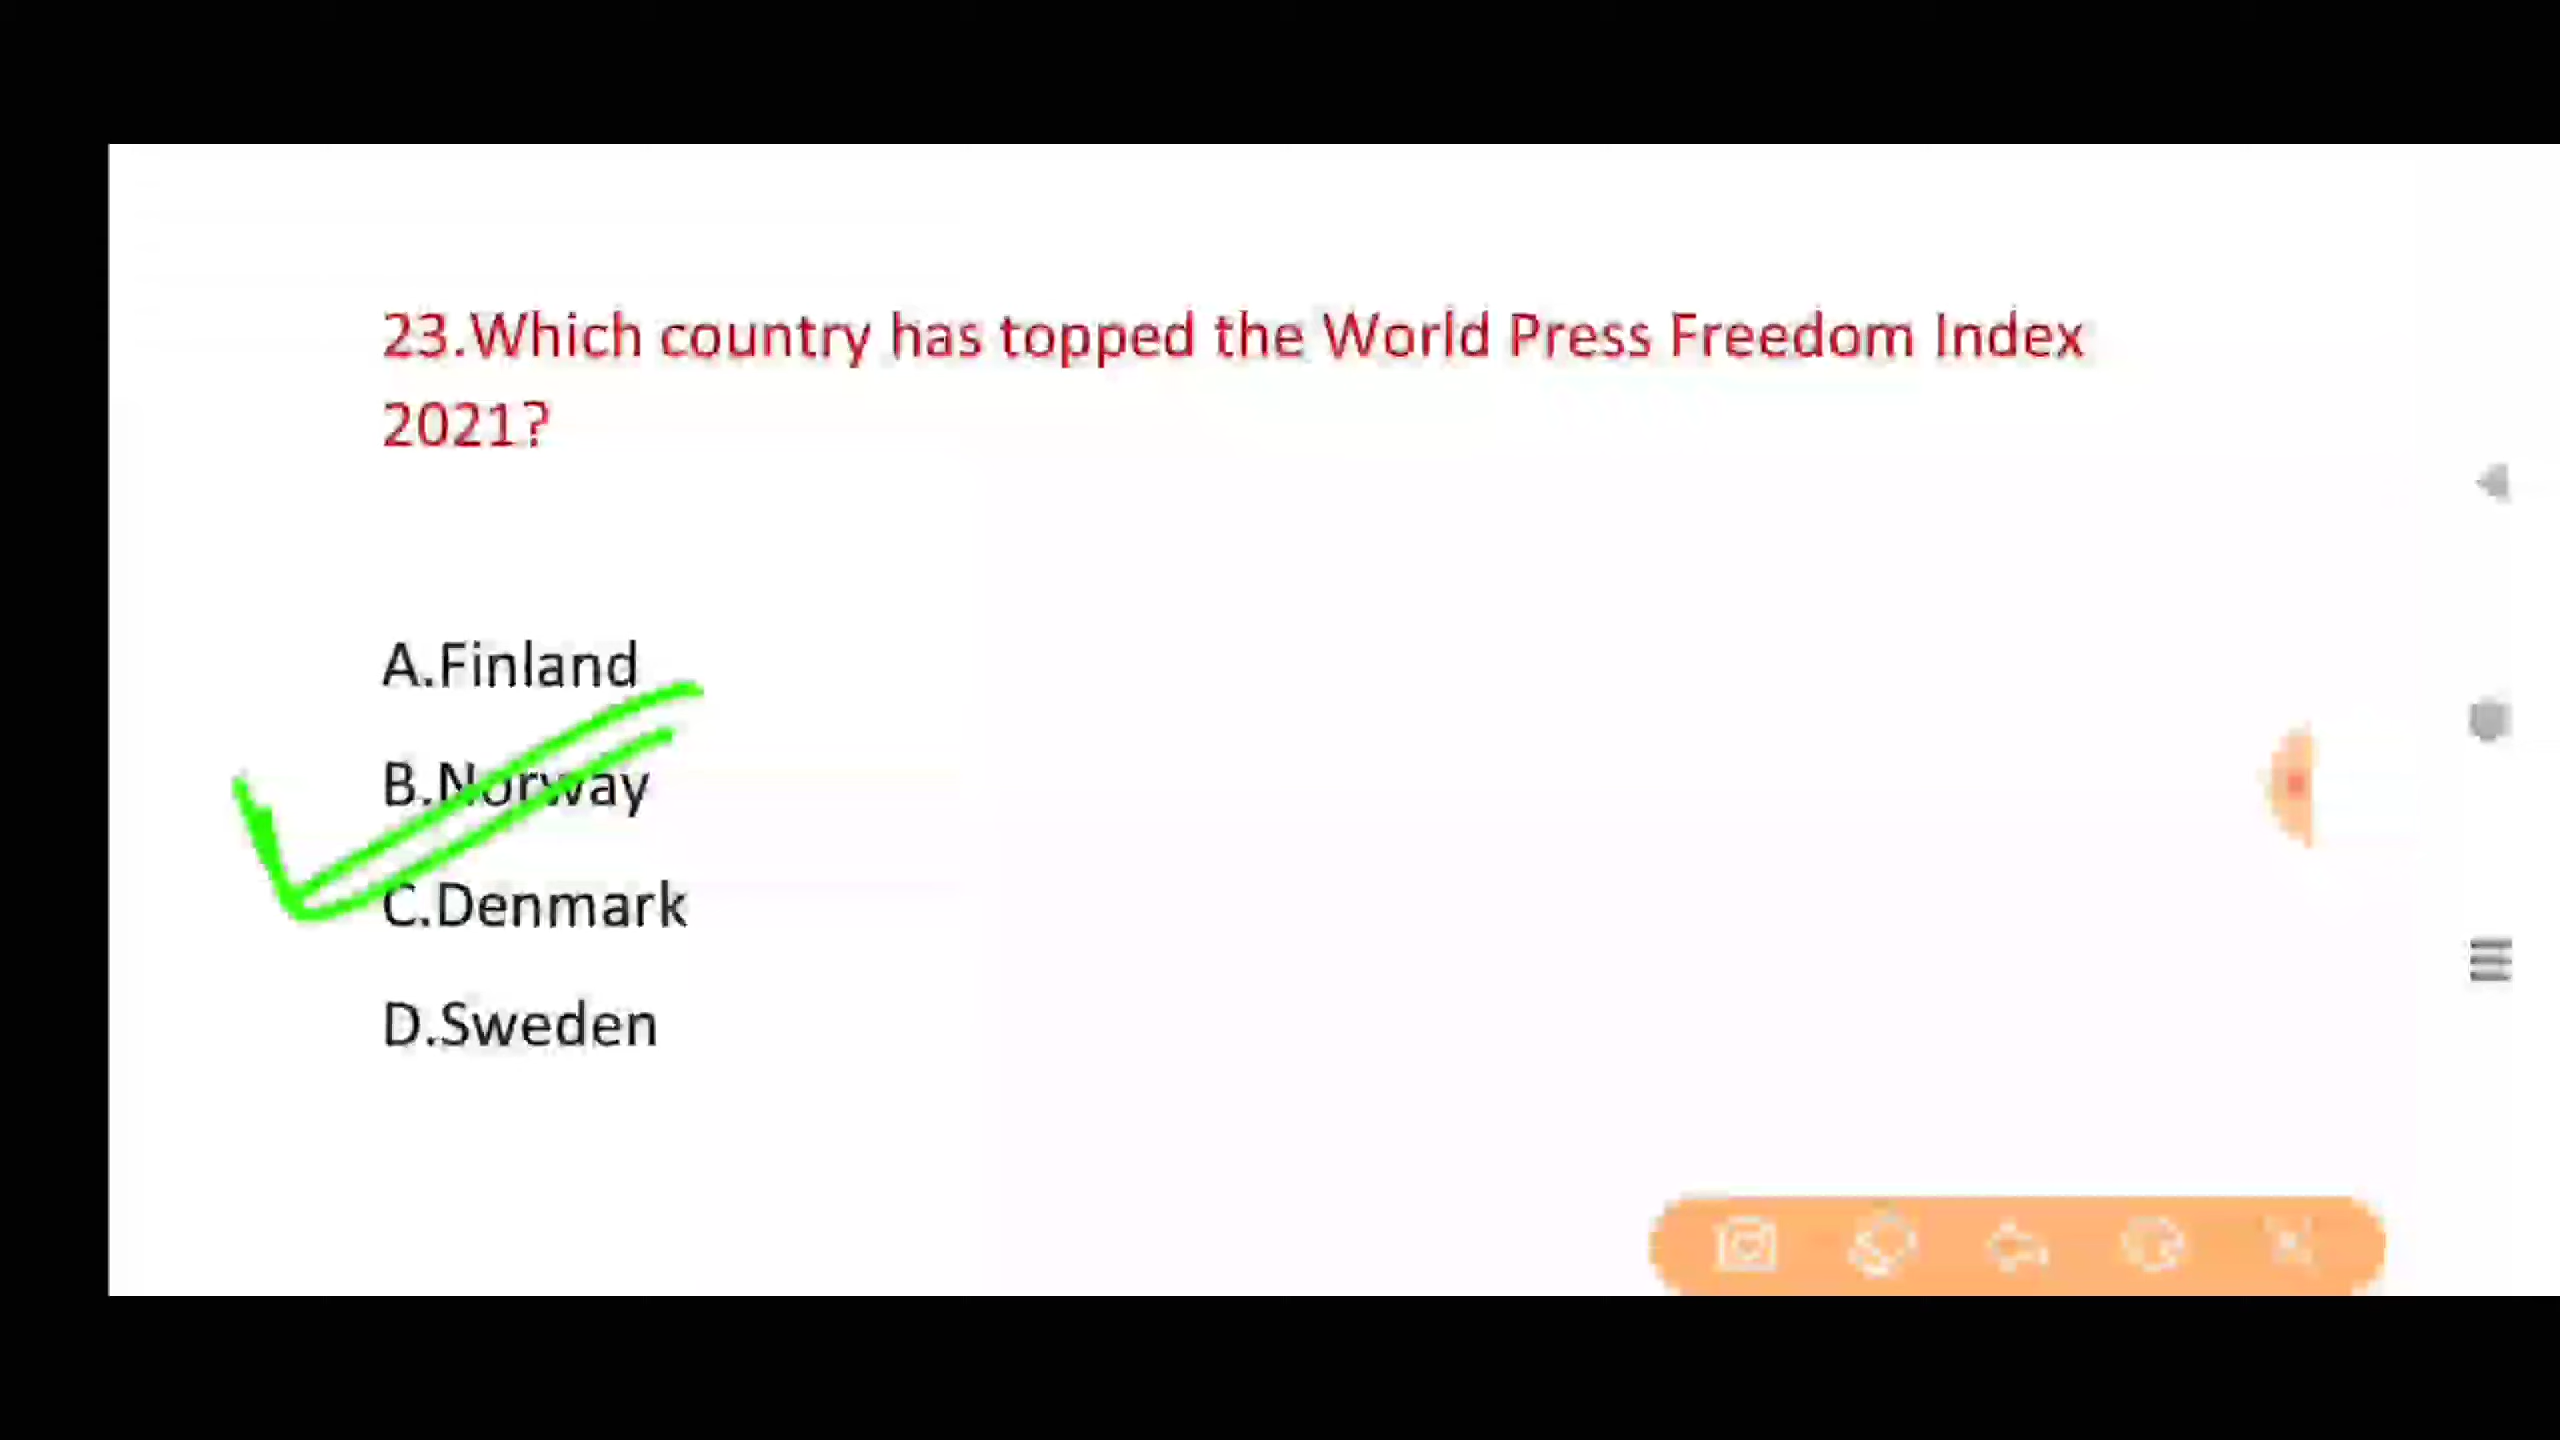 23.Which country has topped the World Press Freedom Index
2021?
A.Finland
B.Norway
C.Denmark
D.Sweden